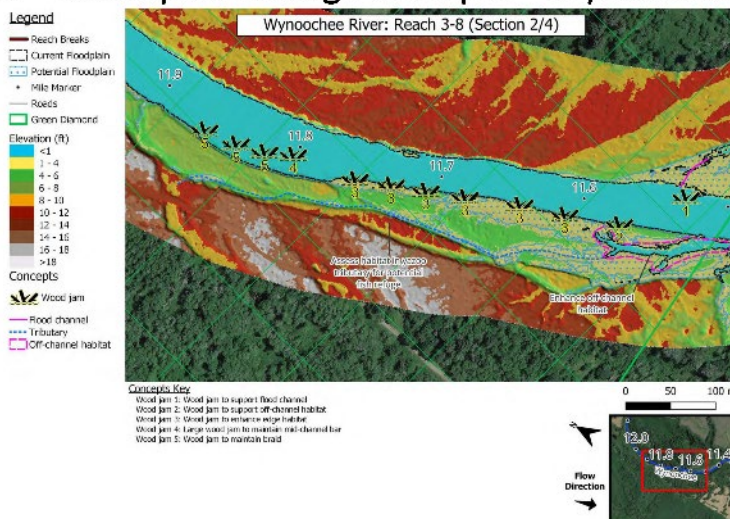 Wynoochee River: Reach 3-8 (Section 2/4)
Legend
Reach Breaks
Current Floodplain
Potential Floodplain
Mile Marker
Roads
Green Diamond
Elevation (ft)
<1
1 - 4
4 - 6
6 - 8
8 - 10
10 - 12
12 - 14
14 - 16
16 - 18
>18
Concepts
Wood jam
Flood channel
Tributary
Off-channel habitat
11.9
11.8
11.7
5
5
5
4
3
3
3
3
3
3
1
Assess habitat in yazoo
tributary for potential
fish refuge
Enhance off-channel
habitat
Concepts Key
Wood jam 1: Wood jam to support flood channel
Wood jam 2: Wood jam to support off-channel habitat
Wood jam 3: Wood jam to enhance edge habitat
Wood jam 4: Large wood jam to maintain mid-channel bar
Wood jam 5: Wood jam to maintain braid
0 50 100
Flow
Direction
12.0
11.8
11.6
11.4
Wynoochee